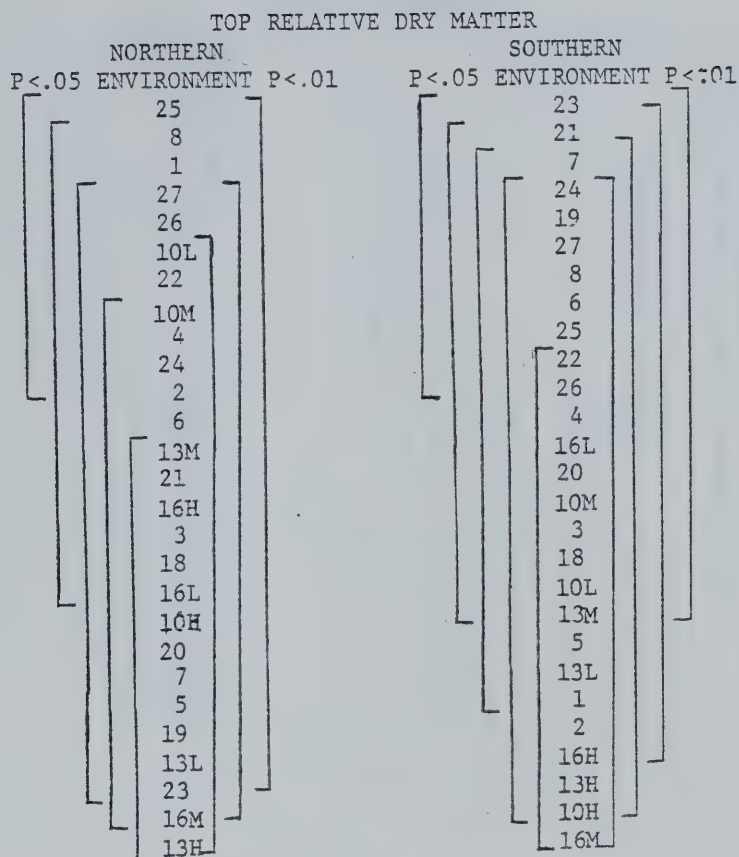 TOP RELATIVE DRY MATTER
NORTHERN
P<.05 ENVIRONMENT P<.01
25
8
1
27
26
10L
22
10M
4
24
2
6
13M
21
16H
3
18
16L
10H
20
7
5
19
13L
23
16M
13H
SOUTHERN
P<.05 ENVIRONMENT P<.01
23
21
7
24
19
27
8
6
25
22
26
4
16L
20
10M
3
18
10L
13M
5
13L
1
2
16H
13H
10H
16M